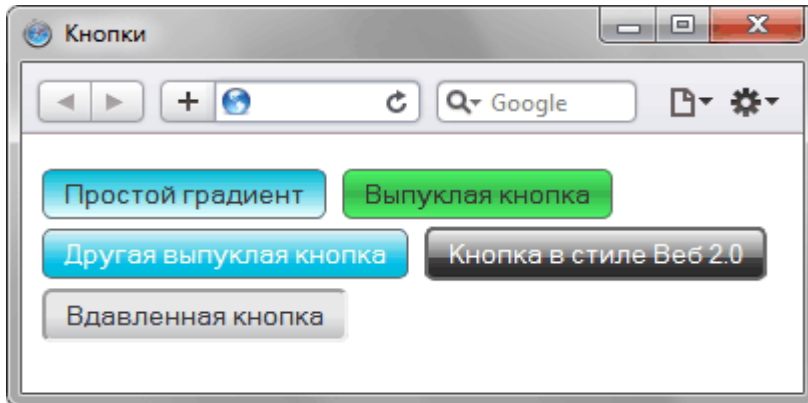 Кнопки
Google
Простой градиент Выпуклая кнопка
Другая выпуклая кнопка Кнопка в стиле Веб 2.0
Вдавленная кнопка